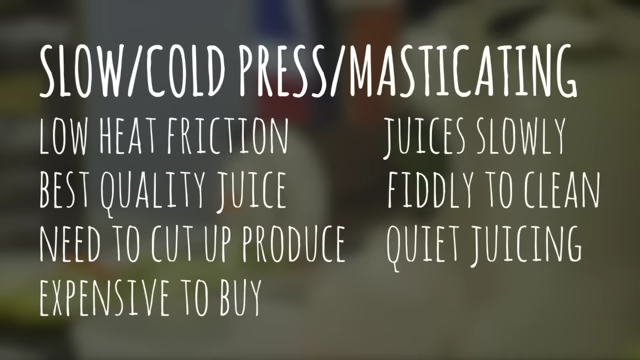 SLOW/COLD PRESS/MASTICATING
LOW HEAT FRICTION
BEST QUALITY JUICE
NEED TO CUT UP PRODUCE
EXPENSIVE TO BUY
JUICES SLOWLY
FIDDLY TO CLEAN
QUIET JUICING